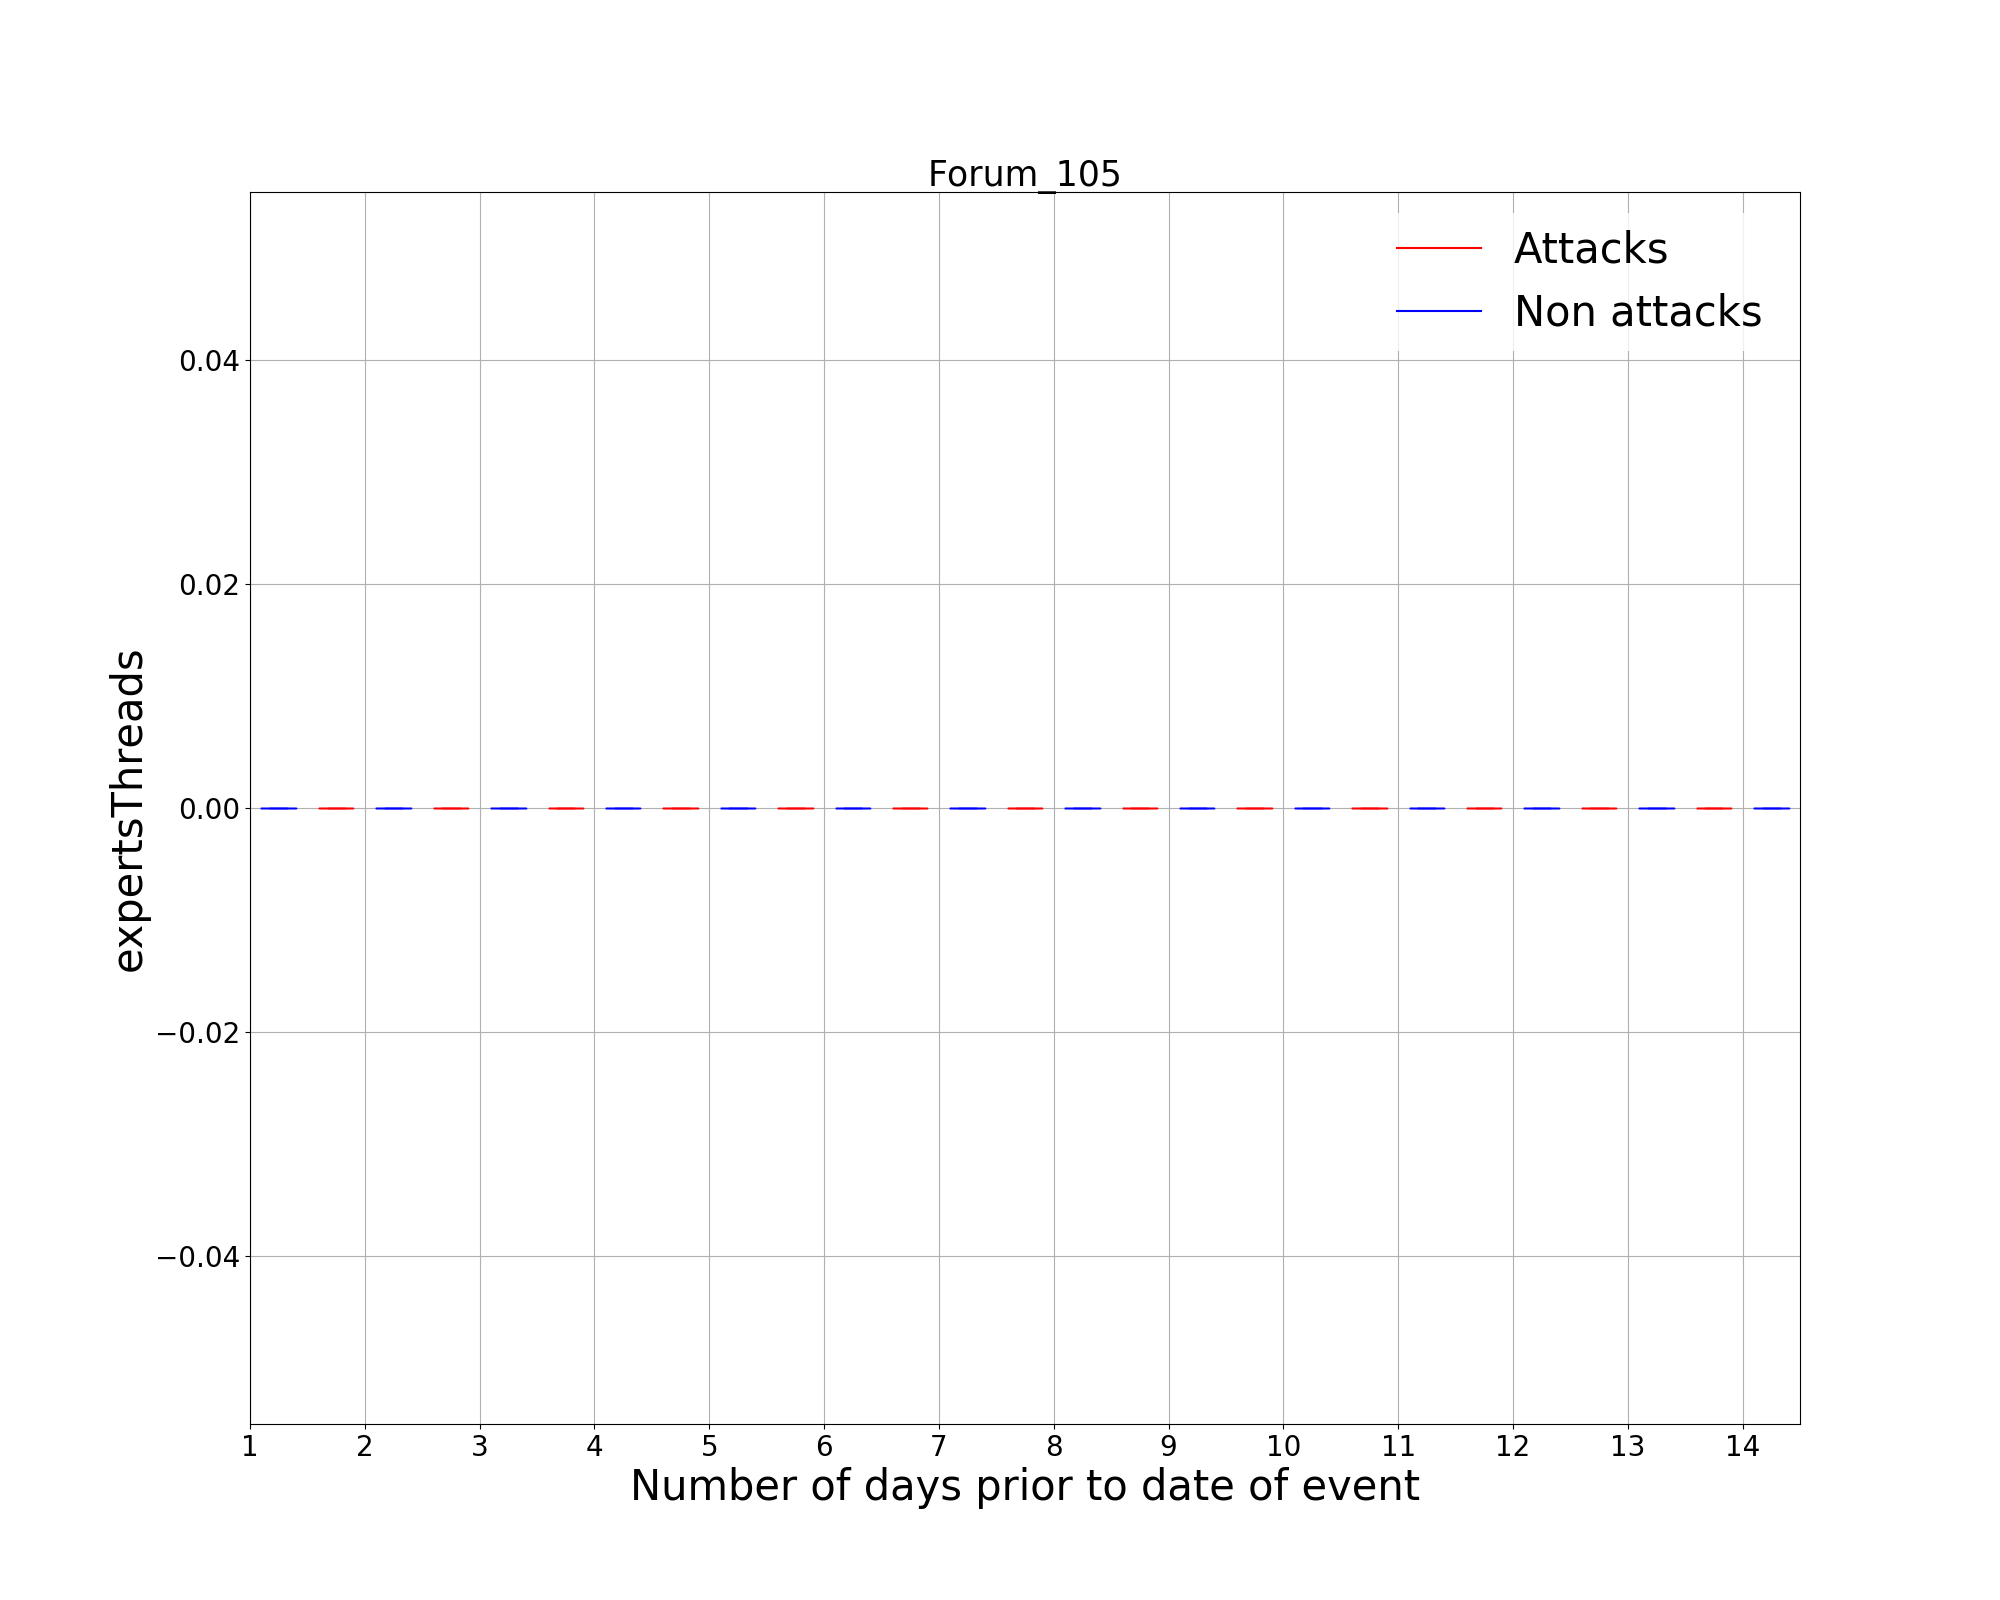 Forum_105
Attacks
Non attacks
0.04
0.02
0.00
−0.02
−0.04
expertsThreads
1 2 3 4 5 6 7 8 9 10 11 12 13 14
Number of days prior to date of event